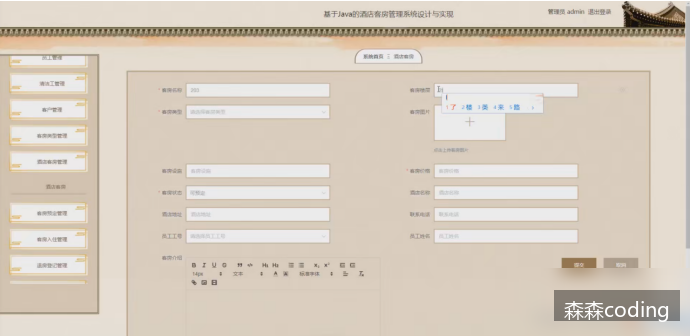 基于Java的酒店客房管理系统设计与实现
管理员 admin 退出登录
系统首页 酒店客房
员工管理
清洁工管理
客户管理
客房类型管理
酒店客房管理
酒店客房
客房预定管理
客房入住管理
退房登记管理
客房名称
客房楼层
1了 2楼 3类 4来 5路
客房类型
请选择客房类型
客房图片
点击上传客房图片
客房设施 客房设施
客房价格 客房价格
客房状态
酒店名称 酒店名称
酒店地址 酒店地址
联系电话 联系电话
员工工号 请选择员工工号
员工姓名 员工姓名
客房介绍
B I U
H₁ H₂
14px 文本 标准字体
提交
森森coding